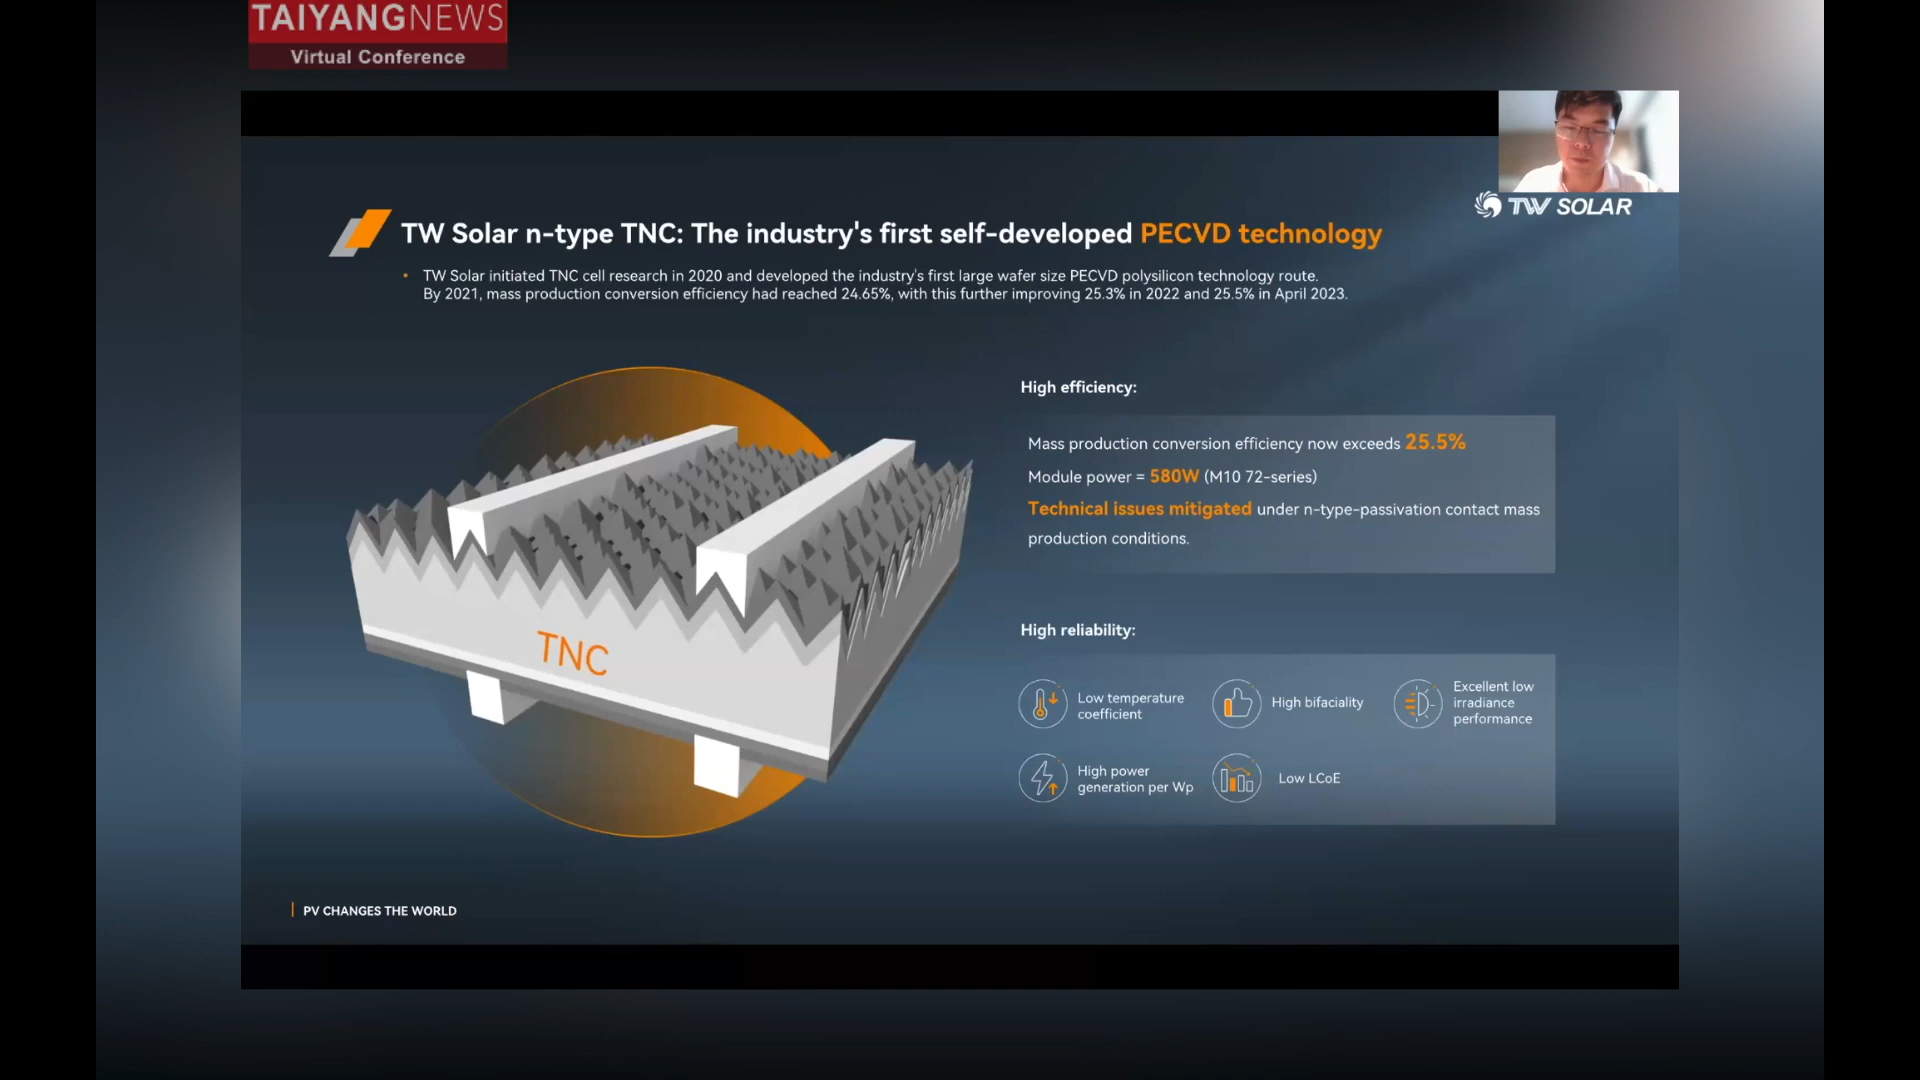 TAIYANGNEWS
Virtual Conference
TW SOLAR
TW Solar n-type TNC: The industry's first self-developed PECVD technology
• TW Solar initiated TNC cell research in 2020 and developed the industry's first large wafer size PECVD polysilicon technology route.
By 2021, mass production conversion efficiency had reached 24.65%, with this further improving 25.3% in 2022 and 25.5% in April 2023.
TNC
High efficiency:
Mass production conversion efficiency now exceeds 25.5%
Module power = 580W (M10 72-series)
Technical issues mitigated under n-type-passivation contact mass
production conditions.
High reliability:
Low temperature
coefficient
High bifaciality
Excellent low
irradiance
performance
High power
generation per Wp
Low LCoE
PV CHANGES THE WORLD